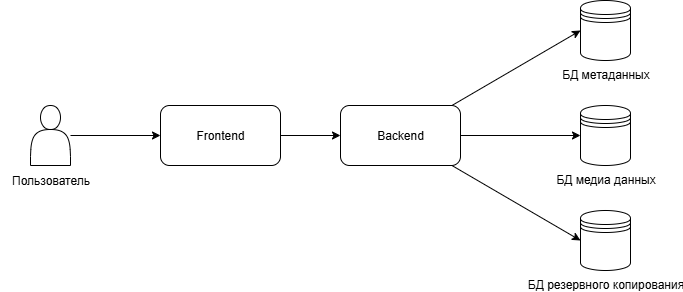 Пользователь
Frontend
Backend
БД метаданных
БД медиа данных
БД резервного копирования